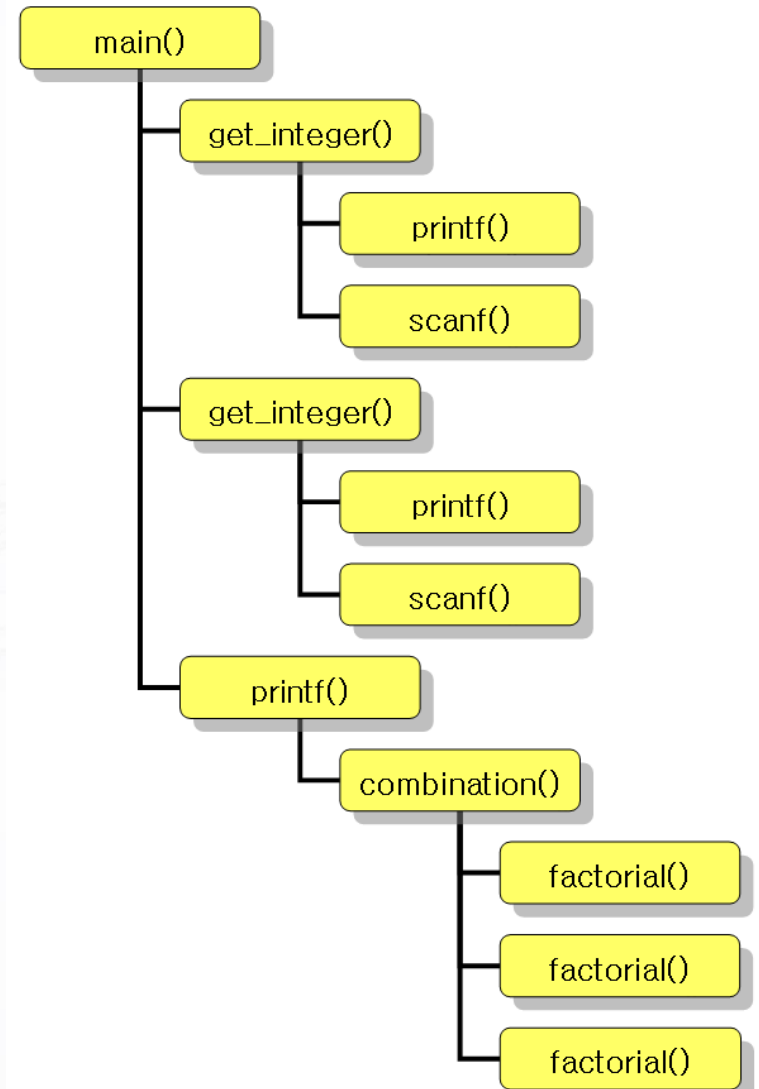 main()
get_integer()
printf()
scanf()
get_integer()
printf()
scanf()
printf()
combination()
factorial()
factorial()
factorial()